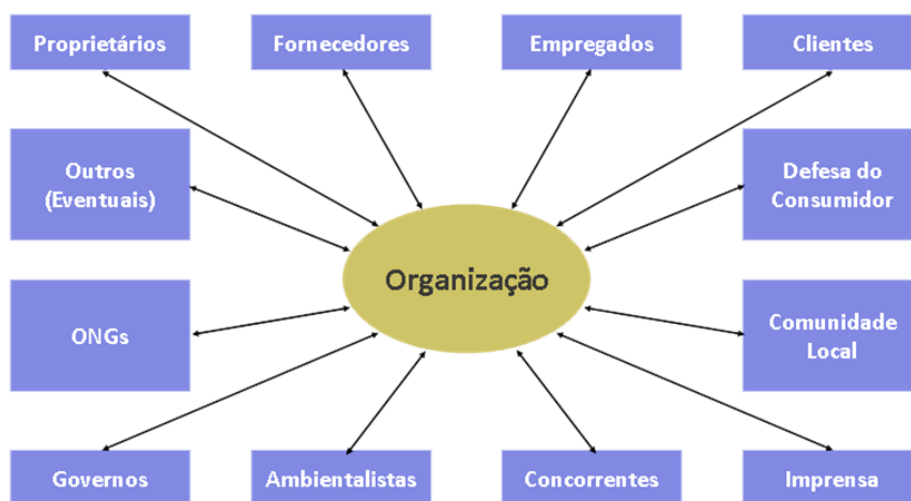 Proprietários
Fornecedores
Empregados
Clientes
Outros
(Eventuais)
Defesa do
Consumidor
Organização
ONGs
Comunidade
Local
Governos
Ambientalistas
Concorrentes
Imprensa